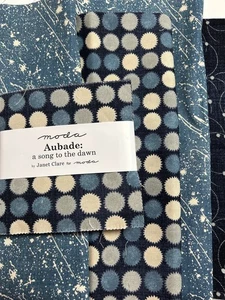 moda
Aubade:
a song to the dawn
by Janet Clare for moda